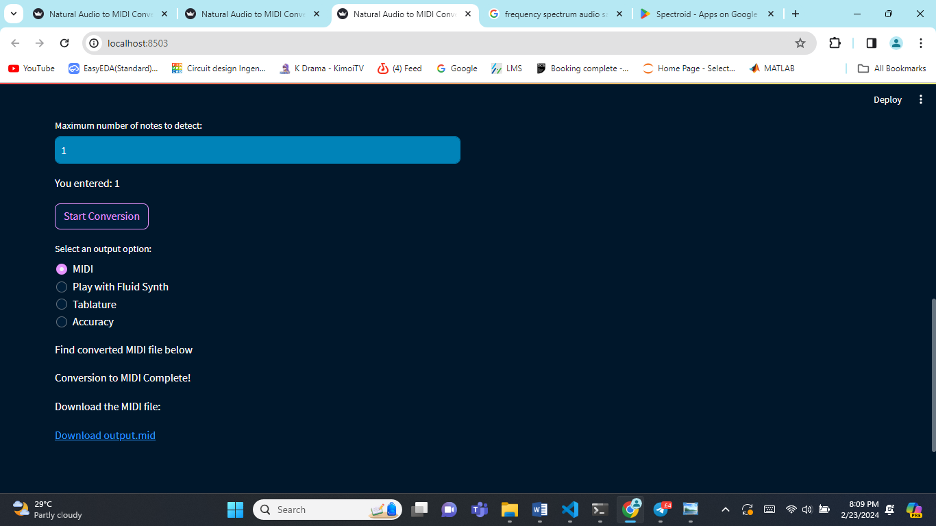 Natural Audio to MIDI Conv
Natural Audio to MIDI Conve
Natural Audio to MIDI Conve
frequency spectrum audio so
Spectroid - Apps on Google
localhost:8503
YouTube
EasyEDA(Standard)...
Circuit design Ingen...
K Drama - KimoiTV
(4) Feed
Google
LMS
Booking complete -...
Home Page - Select...
MATLAB
All Bookmarks
Deploy
Maximum number of notes to detect:
1
You entered: 1
Start Conversion
Select an output option:
MIDI
Play with Fluid Synth
Tablature
Accuracy
Find converted MIDI file below
Conversion to MIDI Complete!
Download the MIDI file:
Download output.mid
29°C
Partly cloudy
Search
8:09 PM
2/23/2024